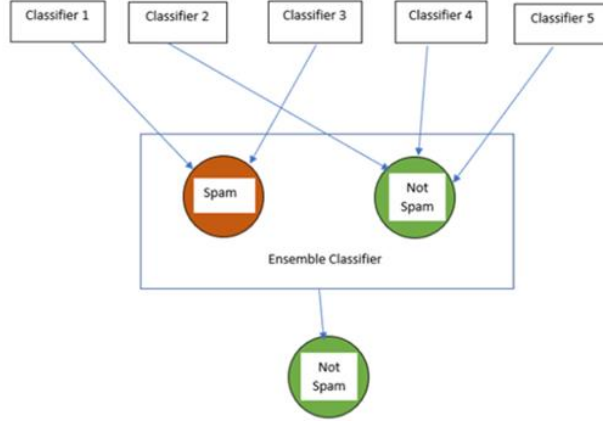 Classifier 1
Classifier 2
Classifier 3
Classifier 4
Classifier 5
Spam
Not
Spam
Ensemble Classifier
Not
Spam